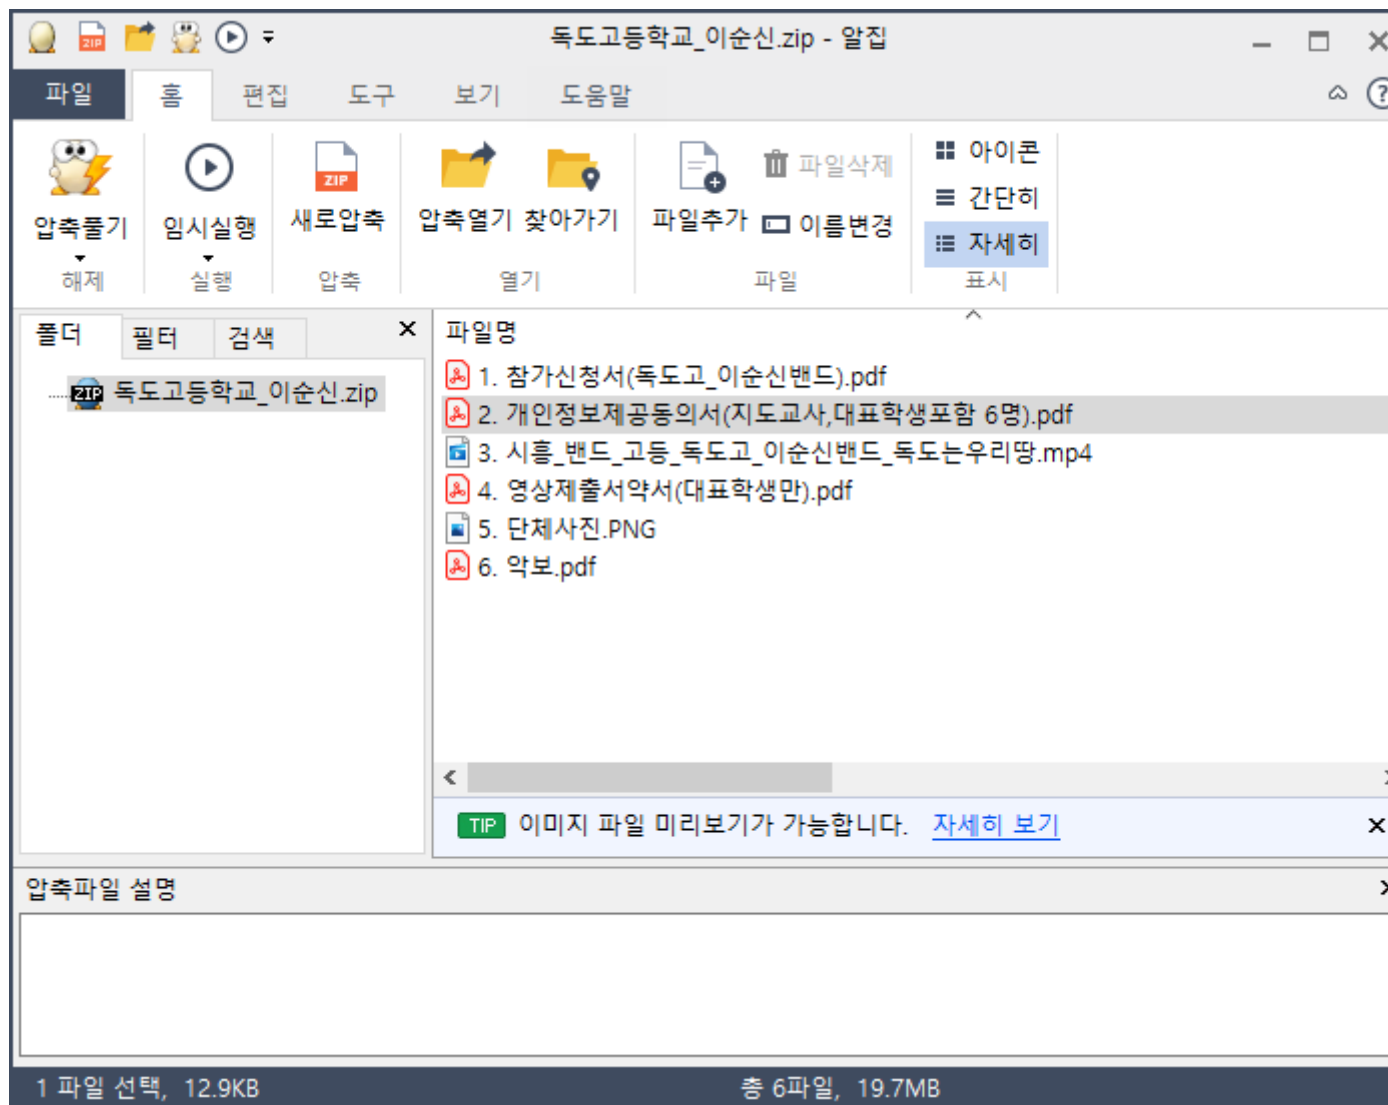 독도고등학교_이순신.zip - 알집
파일 홈 편집 도구 보기 도움말
압축풀기
임시실행
ZIP
새로압축
압축열기 찾아가기
파일추가
파일삭제
이름변경
아이콘
간단히
자세히
해제 실행 압축 열기 파일 표시
폴더 필터 검색
ZIP 독도고등학교_이순신.zip
파일명
1. 참가신청서(독도고_이순신밴드).pdf
2. 개인정보제공동의서(지도교사,대표학생포함 6명).pdf
3. 시흥_밴드_고등_독도고_이순신밴드_독도는우리땅.mp4
4. 영상제출서약서(대표학생만).pdf
5. 단체사진.PNG
6. 악보.pdf
TIP 이미지 파일 미리보기가 가능합니다. 자세히 보기
압축파일 설명
1 파일 선택, 12.9KB 총 6파일, 19.7MB